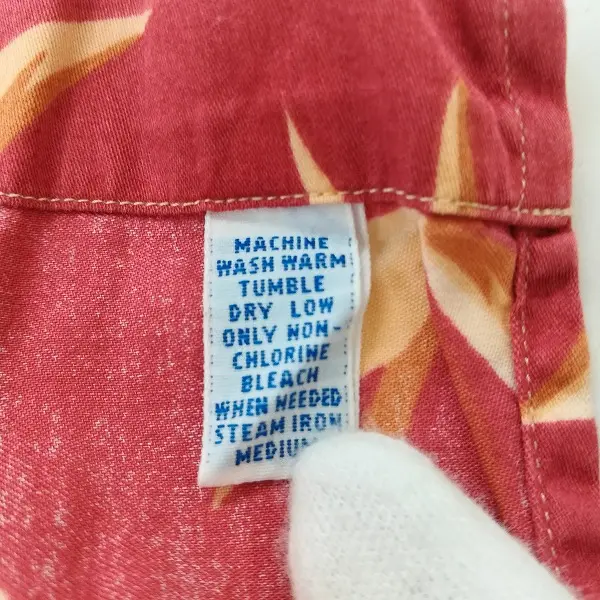 MACHINE
WASH WARM
TUMBLE
DRY LOW
ONLY NON-
CHLORINE
BLEACH
WHEN NEEDED
STEAM IRON
MEDIUM